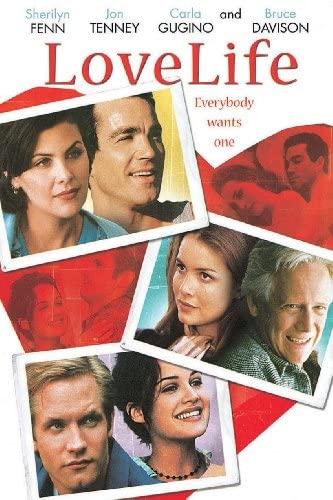 Sherilyn Jon Carla and Bruce
FENN TENNEY GUGINO DAVISON
LoveLife
Everybody
wants
one